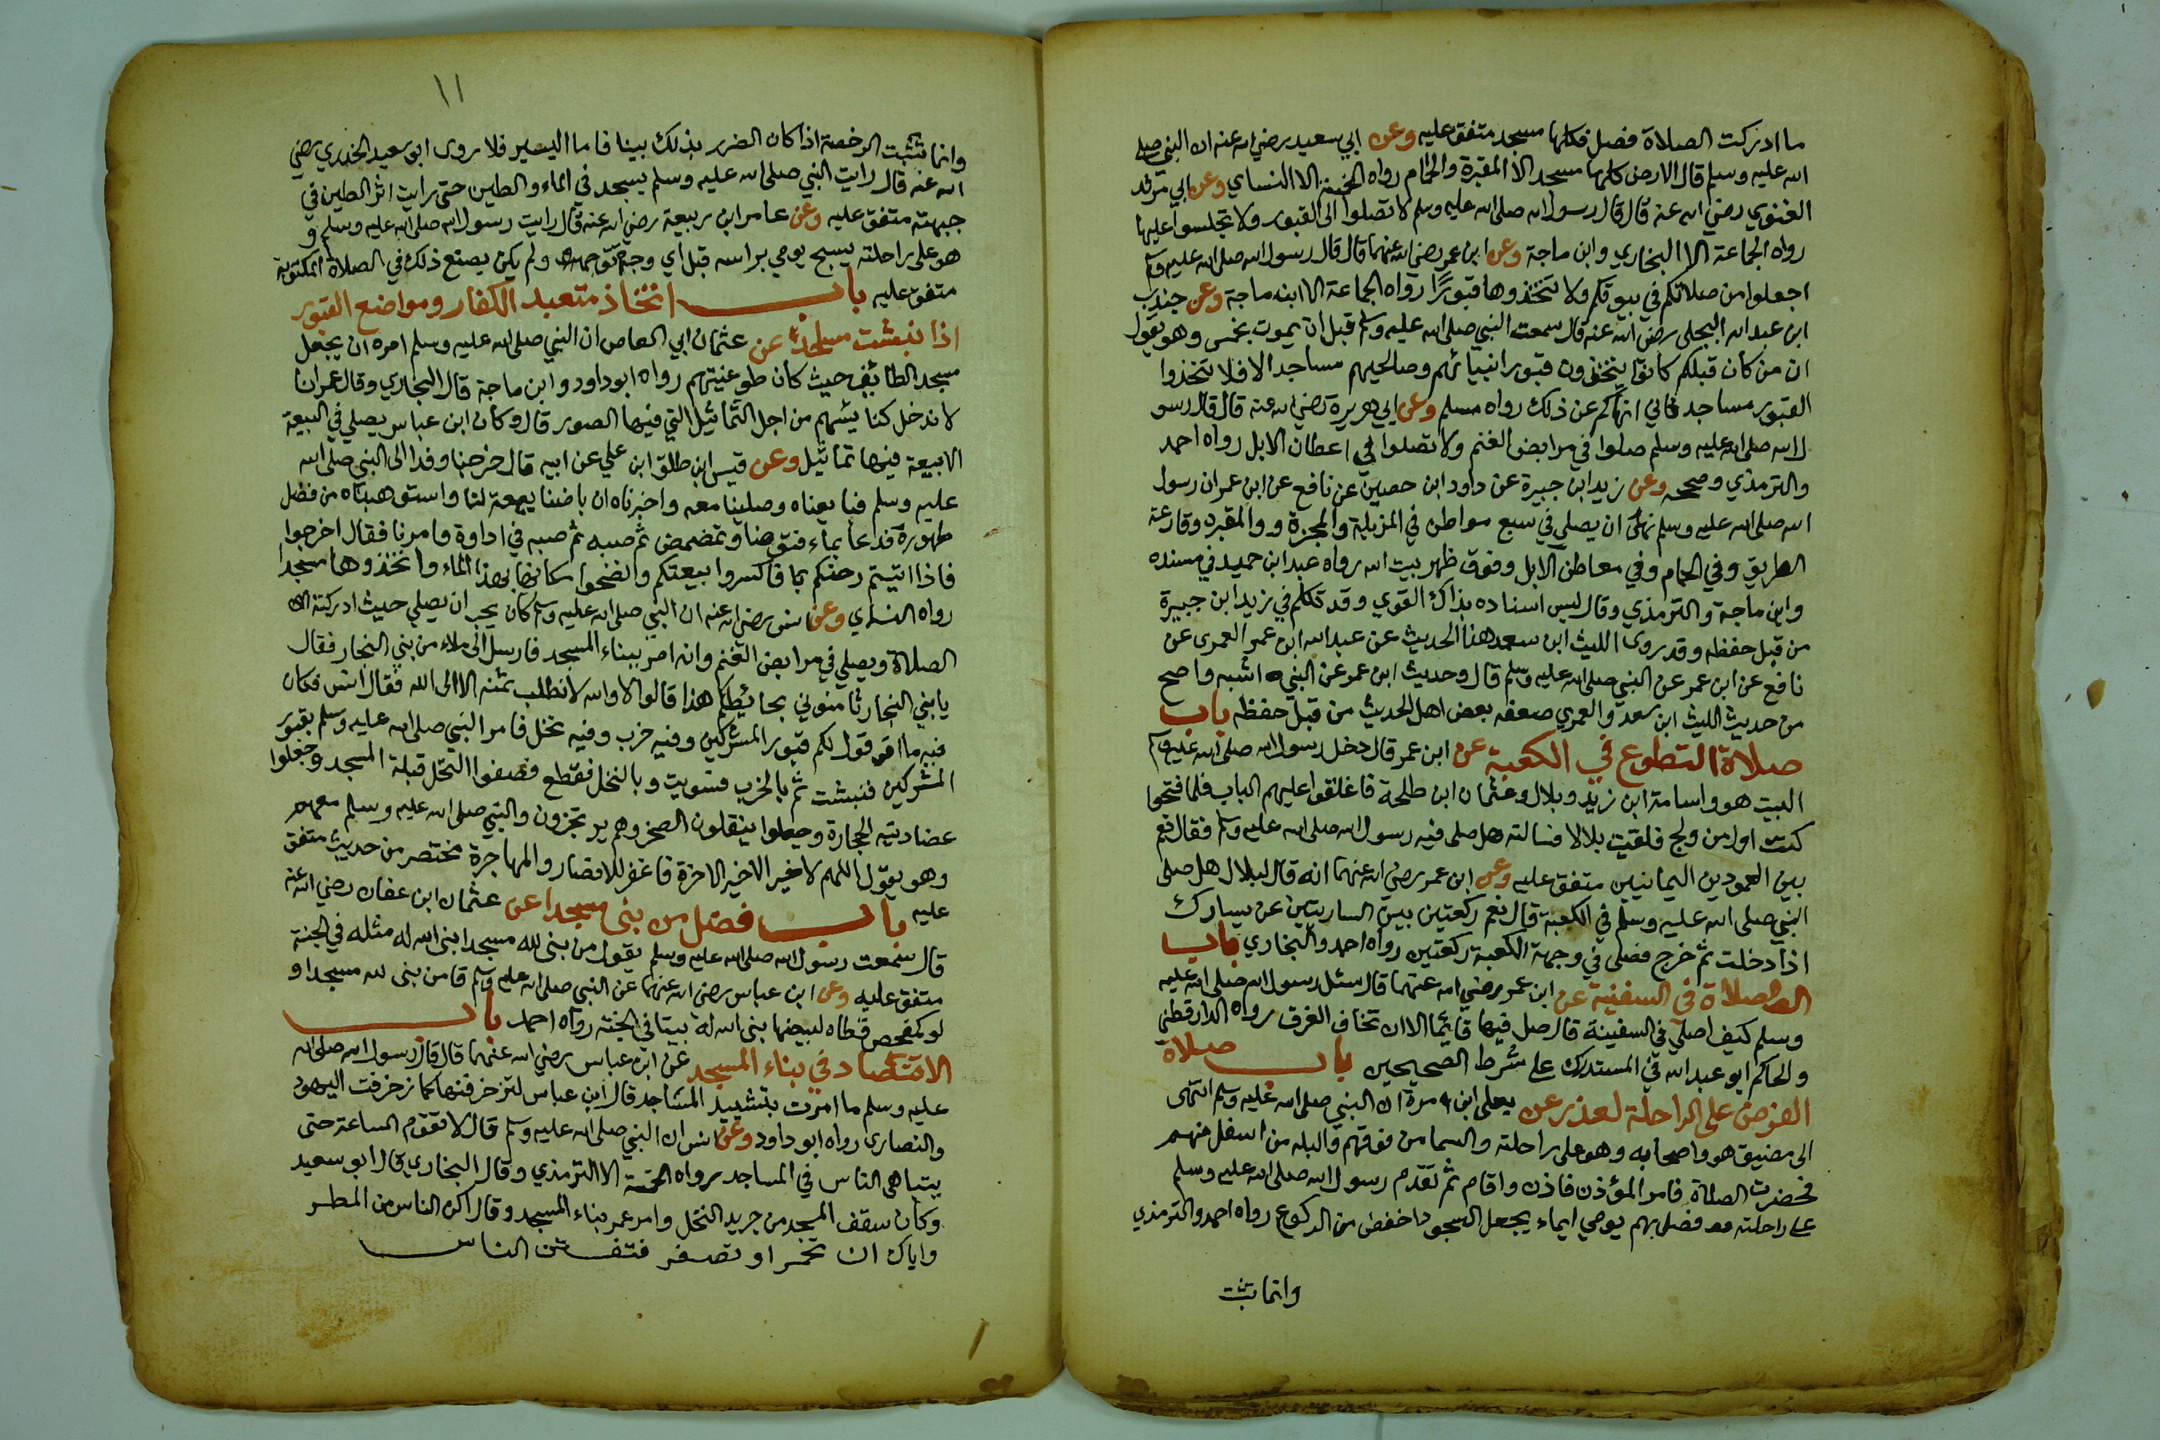 ما ادركت الصلاة فصل فكلها مسجد متفق عليه وعن ابي سعيد رضي الله عنه ان النبي صلى
الله عليه وسلم قال الارض كلها مسجد الا المقبرة والحمام رواه الخمسة الا النساي وعن ابي مرثد
الغنوي رضي الله عنه قال قال رسول الله صلى الله عليه وسلم لا تصلوا الى القبور ولا تجلسوا عليها
رواه الجماعة الا البخاري وابن ماجة وعن ابن عمر رضي الله عنهما قال قال رسول الله صلى الله عليه وسلم
اجعلوا من صلاتكم في بيوتكم ولا تتخذوها قبورًا رواه الجماعة الا ابنه ماجة وعن جندب
ابن عبد الله البجلي رضي الله عنه قال سمعت النبي صلى الله عليه وسلم قبل ان يموت بخمس وهو يقول
ان من كان قبلكم كانوا يتخذون قبور انبيائهم وصالحيهم مساجد الا فلا تتخذوا
القبور مساجد فاني انهاكم عن ذلك رواه مسلم وعن ابي هريرة رضي الله عنه قال قال رسو
ل الله صلى الله عليه وسلم صلوا في مرابض الغنم ولا تصلوا في اعطان الابل رواه احمد
والترمذي وصححه وعن زيد ابن جبيرة عن داود ابن حصين عن نافع عن ابن عمر ان رسول
الله صلى الله عليه وسلم نهى ان يصلي في سبع مواطن في المزبلة والمجزرة و والمقبرد وقارعة
الطريق وفي الحمام وفي معاطن الابل وفوق ظهر بيت الله رواه عبد ابن حميد في مسنده
وابن ماجة والترمذي وقال ليس اسناده بذاك القوي وقد تكلم في زيد ابن جبيرة
من قبل حفظه وقد روى الليث ابن سعد هذا الحديث عن عبد الله ابن عمر العمرى عن
نافع عن ابن عمر عن النبي صلى الله عليه وسلم قال وحديث ابن عمر عن النبي ه اشبه واصح
من حديث الليث ابن سعد والعمري ضعفه بعض اهل الحديث من قبل حفظه باب
صلاة التطوع في الكعبة عن ابن عمر قال دخل رسول الله صلى الله عليه وسلم
البيت هو واسامة ابن زيد وبلال وعثمان ابن طلحة فاغلقوا عليهم الباب فلما فتحوا
كنت اول من ولج فلقيت بلالا فسالته هل صلى فيه رسول الله صلى الله عليه وسلم فقال نعم
بين العمودين اليمانيين متفق عليه وعن ابن عمر رضي الله عنهما انه قال لبلال هل صلى
النبي صلى الله عليه وسلم في الكعبة قال نعم ركعتين بين الساريتين عن يسارك
اذا دخلت ثم خرج فصلى في وجهة الكعبة ركعتين رواه احمد والبخاري باب
الصلاة في السفينة عن ابن عمر رضي الله عنهما قال سئل رسول الله صلى الله عليه
وسلم كيف اصلي في السفينة قال صل فيها قائما الا ان تخاف الغرق رواه الدارقطني
والحاكم ابو عبد الله في المستدرك على شرط الصحيحين باب صلاة
الفرض على الراحلة لعذر عن يعلى ابن مرة ان النبي صلى الله عليه وسلم انتهى
الى مضيق هو واصحابه وهو على راحلته والسما من فوقهم والبله من اسفل منهم
فحضرت الصلاة فامر المؤذن فاذن واقام ثم تقدم رسول الله صلى الله عليه وسلم
على راحلته فصلى بهم يومي ايماء يجعل السجود اخفض من الركوع رواه احمد والترمذي
وانما تثبت
١١
وانما تثبت الرخصة اذا كان الضرر بذلك بينا فاما اليسير فلا روى ابو سعيد الخدري رضي
الله عنه قال رايت النبي صلى الله عليه وسلم يسجد في الماء والطين حتى رايت اثر الطين في
جبهته متفق عليه وعن عامر ابن ربيعة رضي الله عنه قال رايت رسول الله صلى الله عليه وسلم و
هو على راحلته يسبح يومي براسه قبل اي وجهة توجه ولم يكن يصنع ذلك في الصلاة المكتوبة
متفق عليه باب اتخاذ متعبد الكفار ومواضع القبور
اذا نبشت مساجد عن عثمان ابي العاص ان النبي صلى الله عليه وسلم امره ان يجعل
مسجد الطائف حيث كان طوغيتهم رواه ابو داود وابن ماجة قال البخاري وقال عمر انا
لا ندخل كنايسهم من اجل التماثيل التي فيها الصور قال وكان ابن عباس يصلي في البيعة
الا بيعة فيها تماثيل وعن قيس ابن طلق ابن علي عن ابيه قال خرجنا وفدا الى النبي صلى الله
عليه وسلم فبايعناه وصلينا معه واخبرناه ان بارضنا بيعة لنا واستوهبناه من فضل
طهوره فدعا بماء فتوضا وتمضمض ثم صبه في اداوة وامرنا فقال اخرجوا
فاذا اتيتم رضكم فاكسروا بيعتكم وانضحوا مكانها بهذا الماء واتخذوها مسجدا
رواه النساي وعن انس رضي الله عنه ان النبي صلى الله عليه وسلم كان يحب ان يصلي حيث ادركته
الصلاة ويصلي في مرابض الغنم وانه امر ببناء المسجد فارسل الى ملاء من بني النجار فقال
يابني النجار ثامنوني بحائطكم هذا قالوا لا والله لا نطلب ثمنه الا الى الله فقال انس فكان
فيه ما اقول لكم قبور المشركين وفيه خرب وفيه نخل فامر النبي صلى الله عليه وسلم بقبور
المشركين فنبشت ثم بالخرب فسويت وبالنخل فقطع فصفوا النخل قبلة المسجد وجعلوا
عضادتيه الحجارة وجعلوا ينقلون الصخر وهم يرتجزون والنبي صلى الله عليه وسلم معهم
وهو يقول اللهم لا خير الا خير الاخرة فاغفر للانصار والمهاجرة مختصر من حديث متفق
عليه باب فضل من بنى مسجدا عن عثمان ابن عفان رضي الله عنه
قال سمعت رسول الله صلى الله عليه وسلم يقول من بنى لله مسجدا بنى الله له مثله في الجنة
متفق عليه وعن ابن عباس رضي الله عنهما عن النبي صلى الله عليه وسلم قا من بنى لله مسجدا و
لو كمفحص قطاه لبيضها بنى الله له بيتا في الجنة رواه احمد باب
الاقتصاد في بناء المسجد عن ابن عباس رضي الله عنهما قال قال رسول الله صلى الله
عليه وسلم ما امرت بتشييد المساجد قال ابن عباس لتزخرفنها كما زخرفت اليهود
والنصارى رواه ابو داود وعن انس ان النبي صلى الله عليه وسلم قال لا تقوم الساعة حتى
يتباهى الناس في المساجد رواه الخمسة الا الترمذي وقال البخاري قال ابو سعيد
وكان سقف المسجد من جريد النخل وامر عمر ببناء المسجد وقال اكن الناس من المطر
واياك ان تحمر او تصفر فتفتن الناس